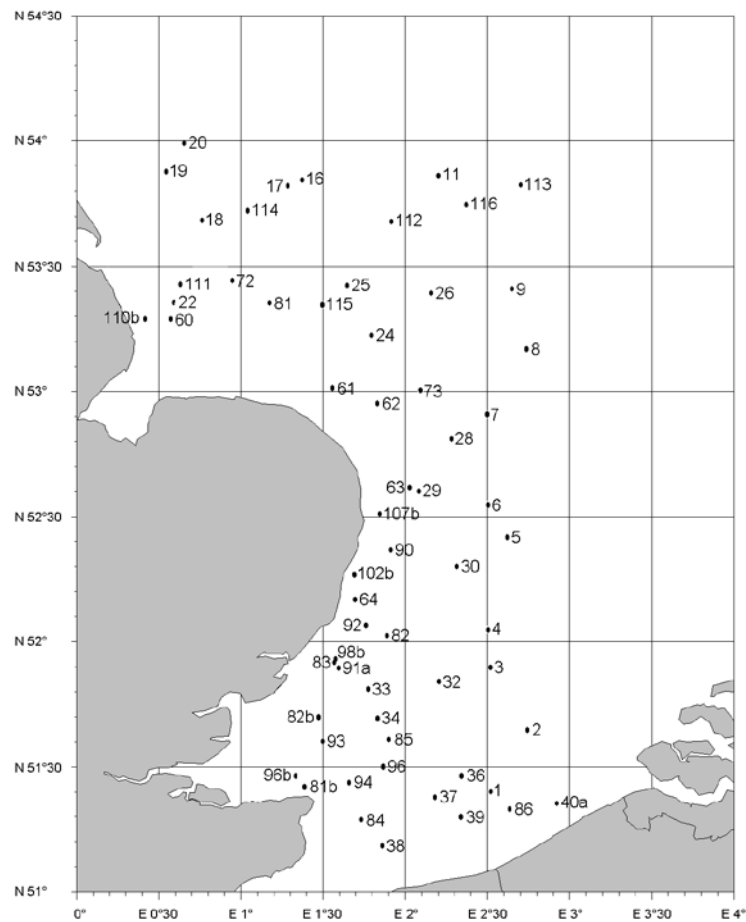 N 54°30
N 54°
20
19
16
17
11
113
116
114
18
112
N 53°30
111
72
25
9
22
81
115
26
110b
60
24
8
N 53°
61
73
62
7
28
63
29
6
N 52°30
107b
5
90
30
102b
64
92
4
82
N 52°
98b
83
91a
3
33
32
82b
34
2
93
85
N 51°30
96
96b
94
36
81b
1
37
40a
86
84
39
38
N 51°
0°
E 0°30
E 1°
E 1°30
E 2°
E 2°30
E 3°
E 3°30
E 4°